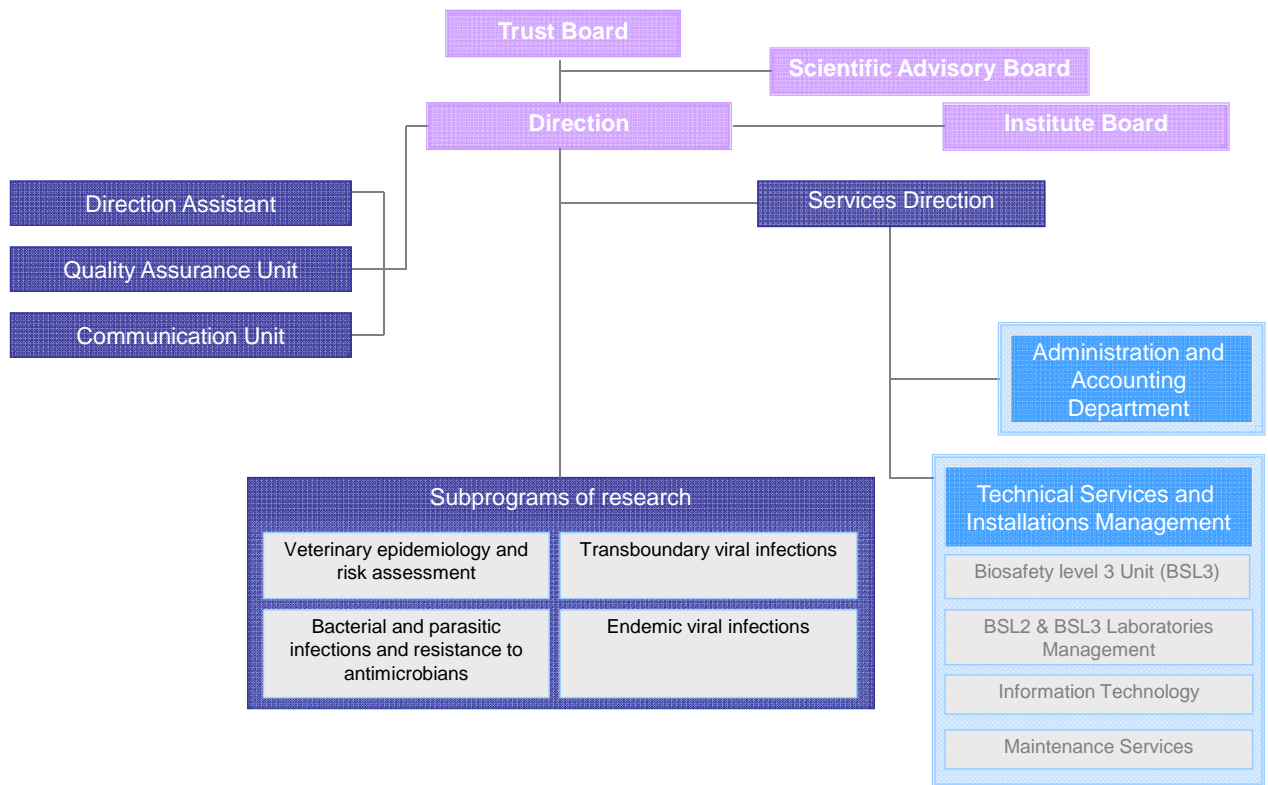 Trust Board
Scientific Advisory Board
Direction
Institute Board
Direction Assistant
Services Direction
Quality Assurance Unit
Communication Unit
Administration and
Accounting
Department
Subprograms of research
Veterinary epidemiology and
risk assessment
Transboundary viral infections
Bacterial and parasitic
infections and resistance to
antimicrobians
Endemic viral infections
Technical Services and
Installations Management
Biosafety level 3 Unit (BSL3)
BSL2 & BSL3 Laboratories
Management
Information Technology
Maintenance Services